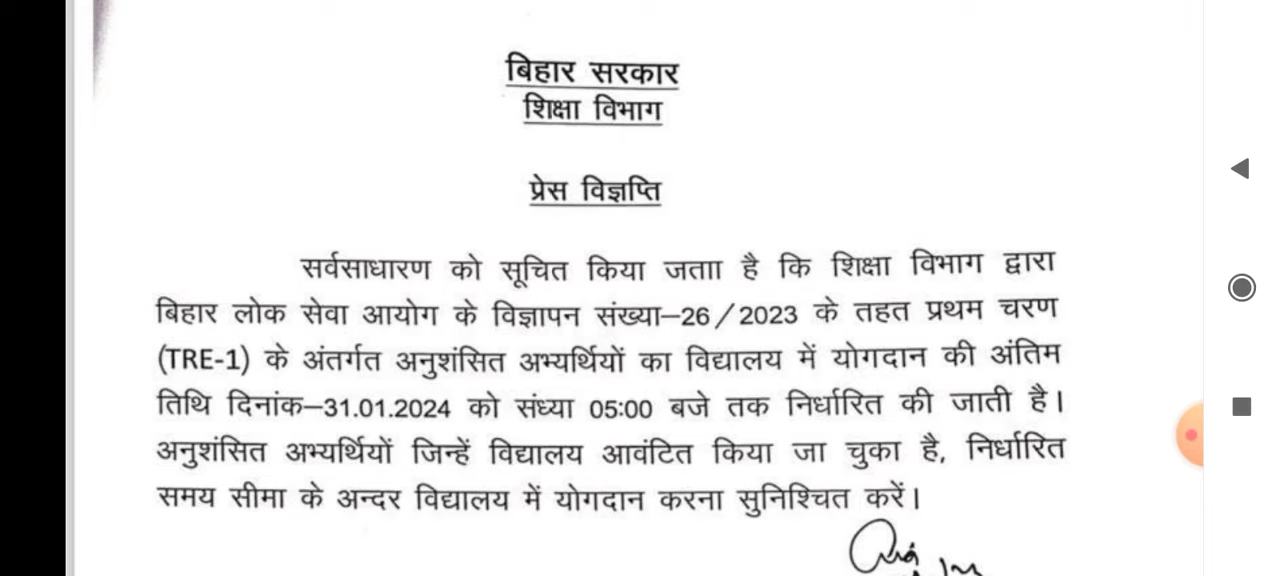 बिहार सरकार
शिक्षा विभाग
प्रेस विज्ञप्ति
सर्वसाधारण को सूचित किया जताा है कि शिक्षा विभाग द्वारा
बिहार लोक सेवा आयोग के विज्ञापन संख्या–26/2023 के तहत प्रथम चरण
(TRE-1) के अंतर्गत अनुशंसित अभ्यर्थियों का विद्यालय में योगदान की अंतिम
तिथि दिनांक–31.01.2024 को संध्या 05:00 बजे तक निर्धारित की जाती है।
अनुशंसित अभ्यर्थियों जिन्हें विद्यालय आवंटित किया जा चुका है, निर्धारित
समय सीमा के अन्दर विद्यालय में योगदान करना सुनिश्चित करें।